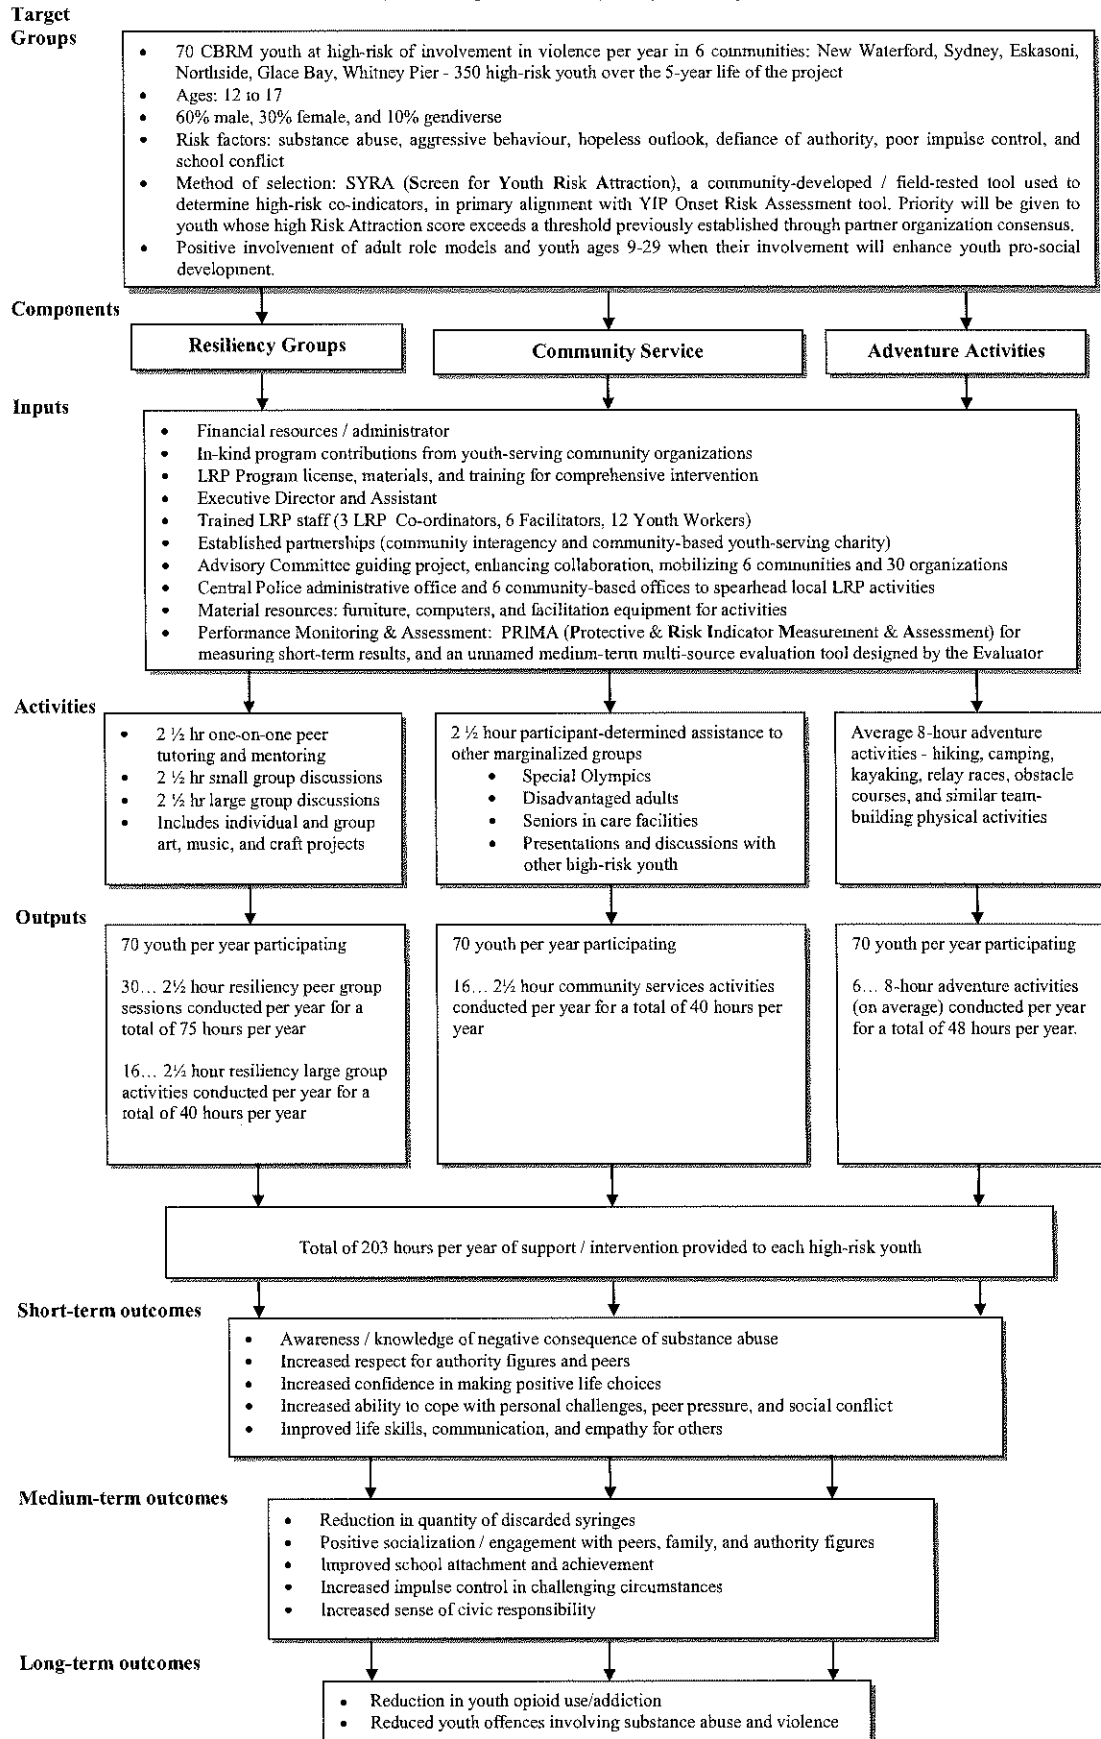 Target
Groups
• 70 CBRM youth at high-risk of involvement in violence per year in 6 communities: New Waterford, Sydney, Eskasoni,
Northside, Glace Bay, Whitney Pier - 350 high-risk youth over the 5-year life of the project
• Ages: 12 to 17
• 60% male, 30% female, and 10% gendiverse
• Risk factors: substance abuse, aggressive behaviour, hopeless outlook, defiance of authority, poor impulse control, and
school conflict
• Method of selection: SYRA (Screen for Youth Risk Attraction), a community-developed / field-tested tool used to
determine high-risk co-indicators, in primary alignment with YIP Onset Risk Assessment tool. Priority will be given to
youth whose high Risk Attraction score exceeds a threshold previously established through partner organization consensus.
• Positive involvement of adult role models and youth ages 9-29 when their involvement will enhance youth pro-social
development.
Components
Resiliency Groups
Community Service
Adventure Activities
Inputs
• Financial resources / administrator
• In-kind program contributions from youth-serving community organizations
• LRP Program license, materials, and training for comprehensive intervention
• Executive Director and Assistant
• Trained LRP staff (3 LRP Co-ordinators, 6 Facilitators, 12 Youth Workers)
• Established partnerships (community interagency and community-based youth-serving charity)
• Advisory Committee guiding project, enhancing collaboration, mobilizing 6 communities and 30 organizations
• Central Police administrative office and 6 community-based offices to spearhead local LRP activities
• Material resources: furniture, computers, and facilitation equipment for activities
• Performance Monitoring & Assessment: PRIMA (Protective & Risk Indicator Measurement & Assessment) for
measuring short-term results, and an unnamed medium-term multi-source evaluation tool designed by the Evaluator
Activities
• 2 ½ hr one-on-one peer
tutoring and mentoring
• 2 ½ hr small group discussions
• 2 ½ hr large group discussions
• Includes individual and group
art, music, and craft projects
2 ½ hour participant-determined assistance to
other marginalized groups
• Special Olympics
• Disadvantaged adults
• Seniors in care facilities
• Presentations and discussions with
other high-risk youth
Average 8-hour adventure
activities - hiking, camping,
kayaking, relay races, obstacle
courses, and similar team-
building physical activities
Outputs
70 youth per year participating
30... 2½ hour resiliency peer group
sessions conducted per year for a
total of 75 hours per year
16... 2½ hour resiliency large group
activities conducted per year for a
total of 40 hours per year
70 youth per year participating
16... 2½ hour community services activities
conducted per year for a total of 40 hours per
year
70 youth per year participating
6... 8-hour adventure activities
(on average) conducted per year
for a total of 48 hours per year.
Total of 203 hours per year of support / intervention provided to each high-risk youth
Short-term outcomes
• Awareness / knowledge of negative consequence of substance abuse
• Increased respect for authority figures and peers
• Increased confidence in making positive life choices
• Increased ability to cope with personal challenges, peer pressure, and social conflict
• Improved life skills, communication, and empathy for others
Medium-term outcomes
• Reduction in quantity of discarded syringes
• Positive socialization / engagement with peers, family, and authority figures
• Improved school attachment and achievement
• Increased impulse control in challenging circumstances
• Increased sense of civic responsibility
Long-term outcomes
• Reduction in youth opioid use/addiction
• Reduced youth offences involving substance abuse and violence